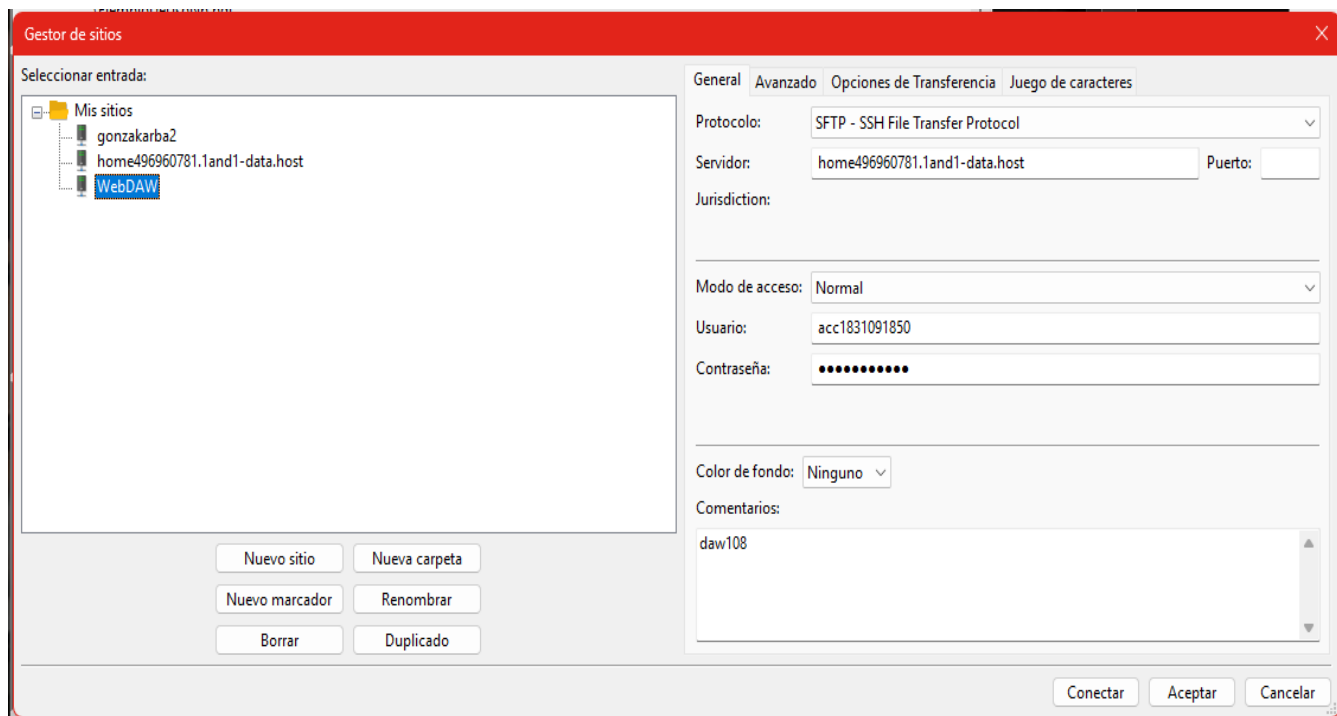 Gestor de sitios
Seleccionar entrada:
Mis sitios
gonzakarba2
home496960781.1and1-data.host
WebDAW
Nuevo sitio Nueva carpeta
Nuevo marcador Renombrar
Borrar Duplicado
General Avanzado Opciones de Transferencia Juego de caracteres
Protocolo: SFTP - SSH File Transfer Protocol
Servidor: home496960781.1and1-data.host Puerto:
Jurisdiction:
Modo de acceso: Normal
Usuario: acc1831091850
Contraseña: •••••••••••
Color de fondo: Ninguno
Comentarios:
daw108
Conectar Aceptar Cancelar